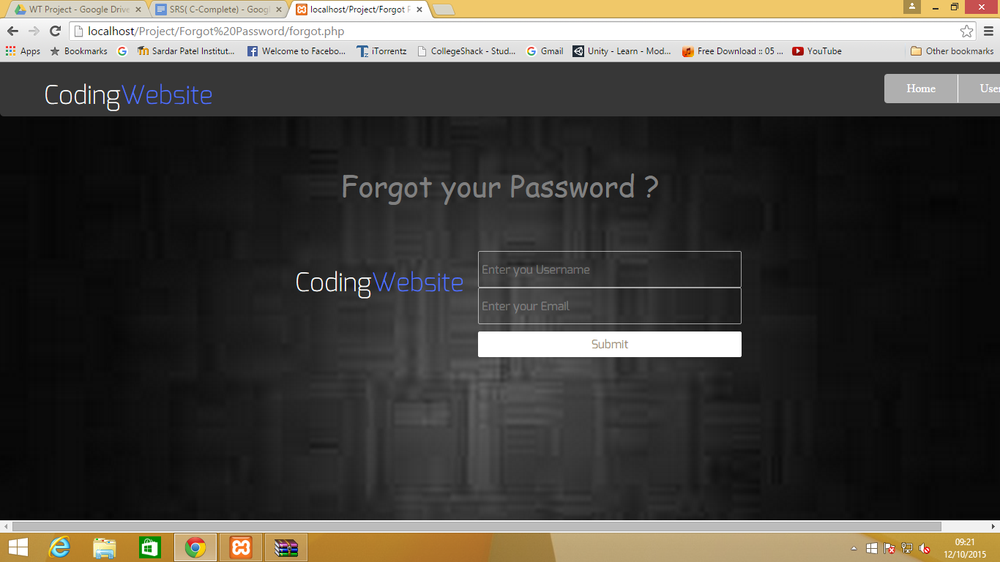 WT Project - Google Drive
SRS( C-Complete) - Googl
localhost/Project/Forgot P
localhost/Project/Forgot%20Password/forgot.php
Apps Bookmarks Sardar Patel Institut... Welcome to Facebo... iTorrentz CollegeShack - Stud... Gmail Unity - Learn - Mod... Free Download :: 05 ... YouTube Other bookmarks
CodingWebsite
Home User
Forgot your Password ?
CodingWebsite
Enter you Username
Enter your Email
Submit
09:21
12/10/2015